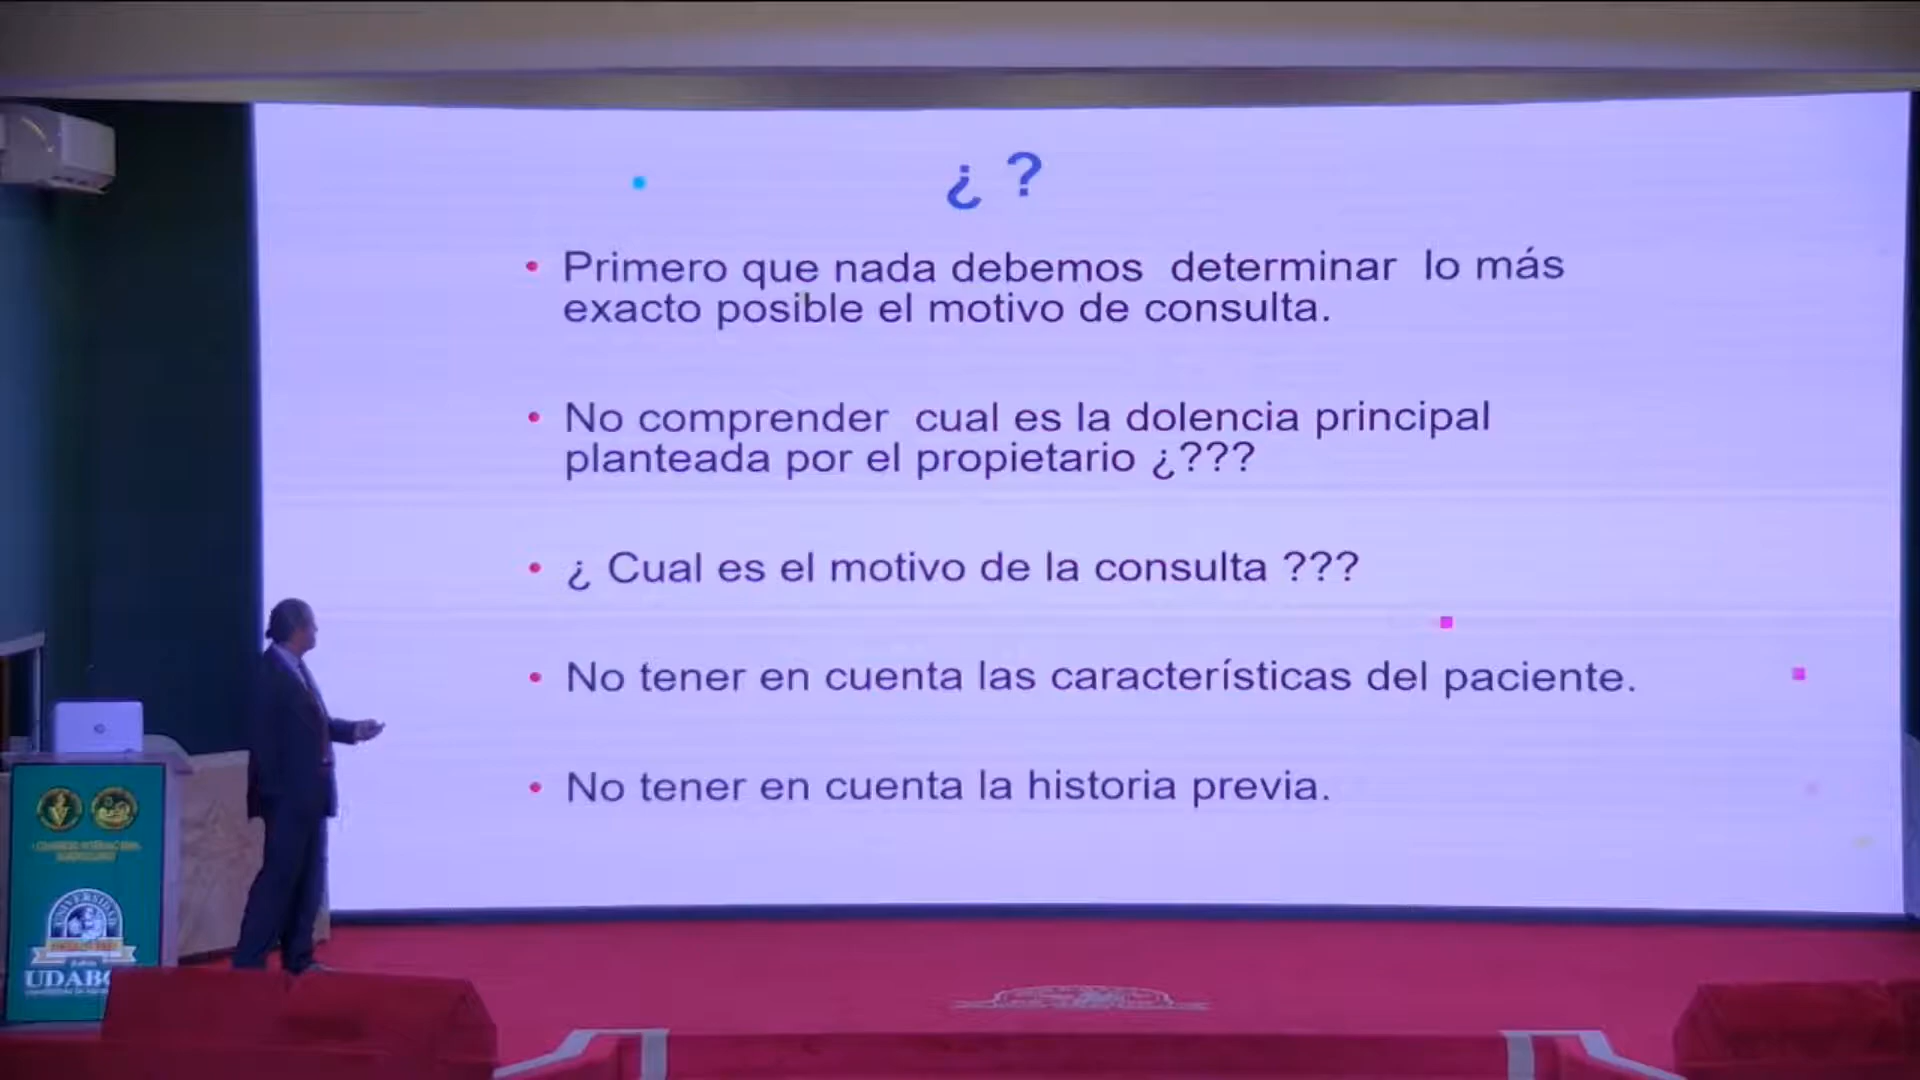 ¿ ?
• Primero que nada debemos determinar lo más
exacto posible el motivo de consulta.
• No comprender cual es la dolencia principal
planteada por el propietario ¿???
• ¿ Cual es el motivo de la consulta ???
• No tener en cuenta las características del paciente.
• No tener en cuenta la historia previa.
UNIVERSIDAD
UDABO